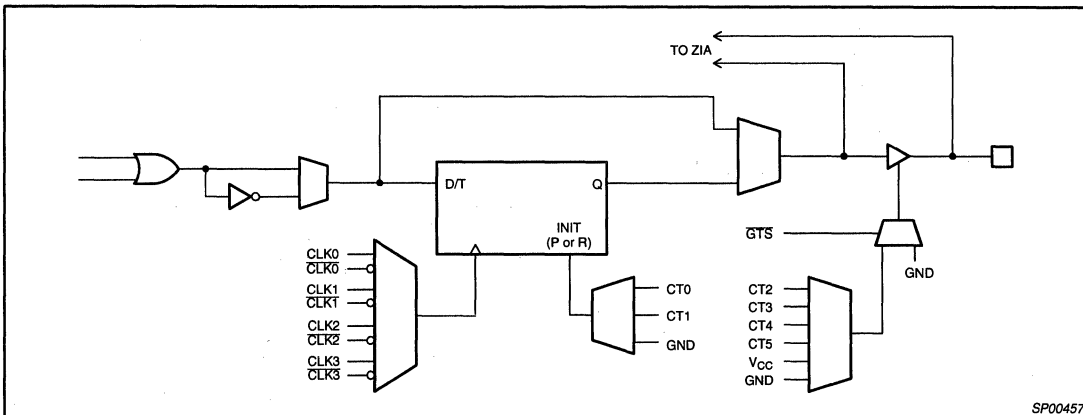 TO ZIA
D/T
Q
INIT
(P or R)
GTS
GND
CLK0
CLK0
CLK1
CLK1
CLK2
CLK2
CLK3
CLK3
CT0
CT1
GND
CT2
CT3
CT4
CT5
VCC
GND
SP00457